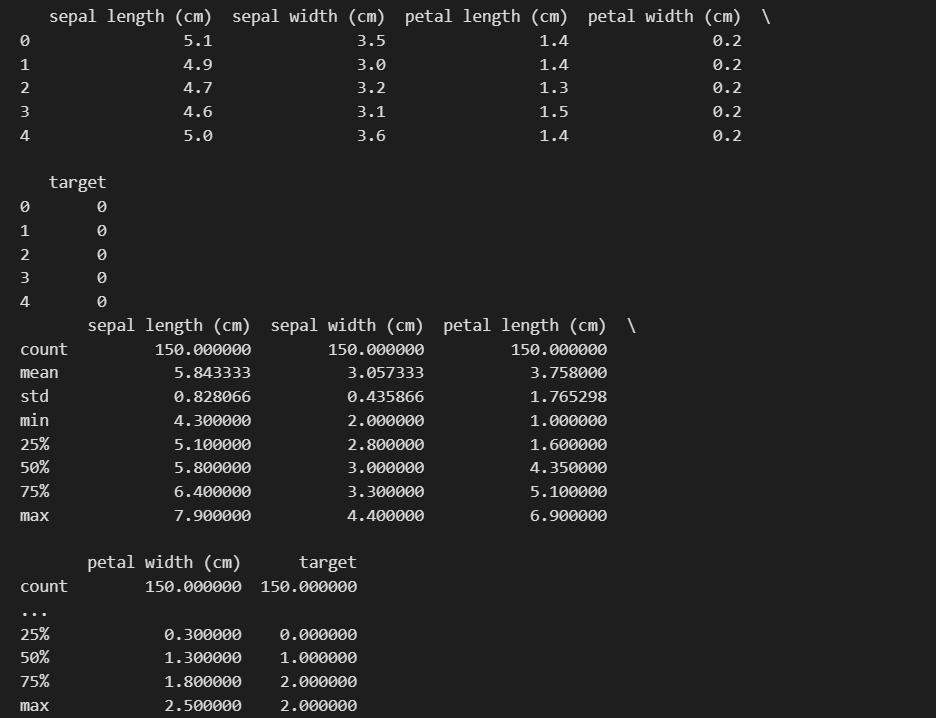 sepal length (cm)  sepal width (cm)  petal length (cm)  petal width (cm)  \
0                5.1               3.5                1.4               0.2
1                4.9               3.0                1.4               0.2
2                4.7               3.2                1.3               0.2
3                4.6               3.1                1.5               0.2
4                5.0               3.6                1.4               0.2

   target
0       0
1       0
2       0
3       0
4       0
       sepal length (cm)  sepal width (cm)  petal length (cm)  \
count         150.000000        150.000000         150.000000
mean            5.843333          3.057333           3.758000
std             0.828066          0.435866           1.765298
min             4.300000          2.000000           1.000000
25%             5.100000          2.800000           1.600000
50%             5.800000          3.000000           4.350000
75%             6.400000          3.300000           5.100000
max             7.900000          4.400000           6.900000

       petal width (cm)      target
count        150.000000  150.000000
...
25%            0.300000    0.000000
50%            1.300000    1.000000
75%            1.800000    2.000000
max            2.500000    2.000000